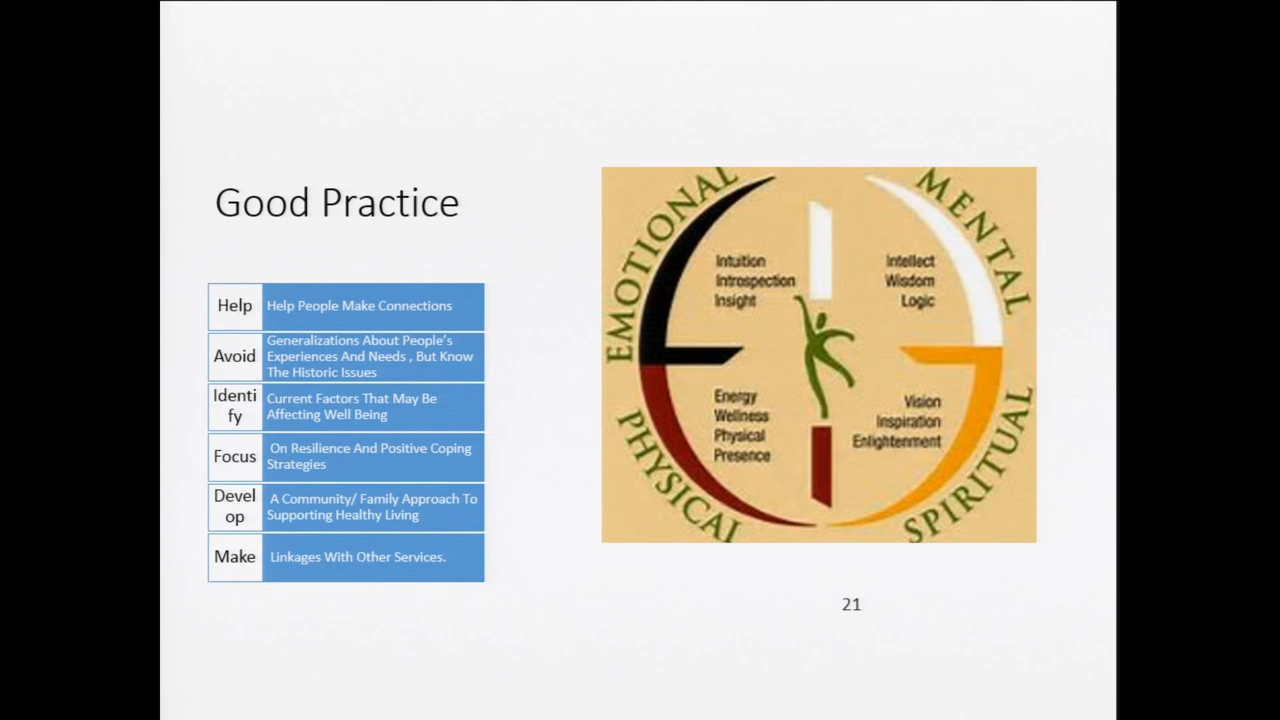 Good Practice
Help
Help People Make Connections
Avoid
Generalizations About People's
Experiences And Needs , But Know
The Historic Issues
Identi
fy
Current Factors That May Be
Affecting Well Being
Focus
On Resilience And Positive Coping
Strategies
Devel
op
A Community/ Family Approach To
Supporting Healthy Living
Make
Linkages With Other Services.
EMOTIONAL
MENTAL
Intuition
Introspection
Insight
Intellect
Wisdom
Logic
Energy
Wellness
Physical
Presence
Vision
Inspiration
Enlightenment
PHYSICAL
SPIRITUAL
21